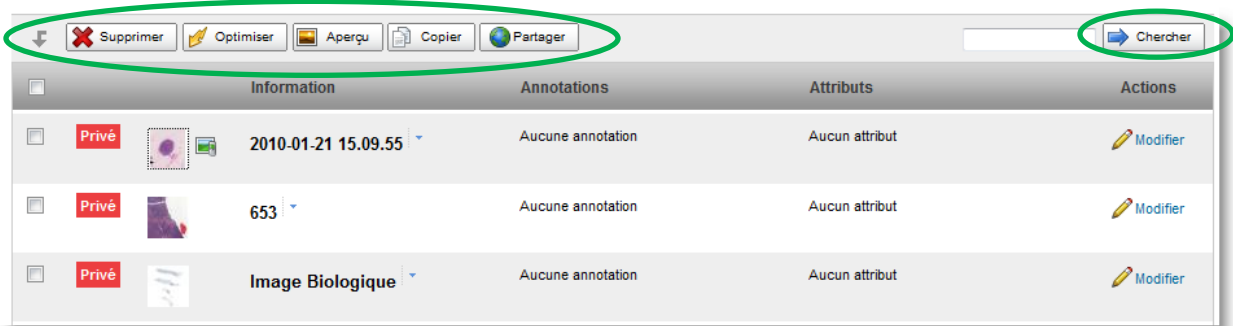 Supprimer Optimiser Aperçu Copier Partager Chercher
Information Annotations Attributs Actions
Privé 2010-01-21 15.09.55 Aucune annotation Aucun attribut Modifier
Privé 653 Aucune annotation Aucun attribut Modifier
Privé Image Biologique Aucune annotation Aucun attribut Modifier